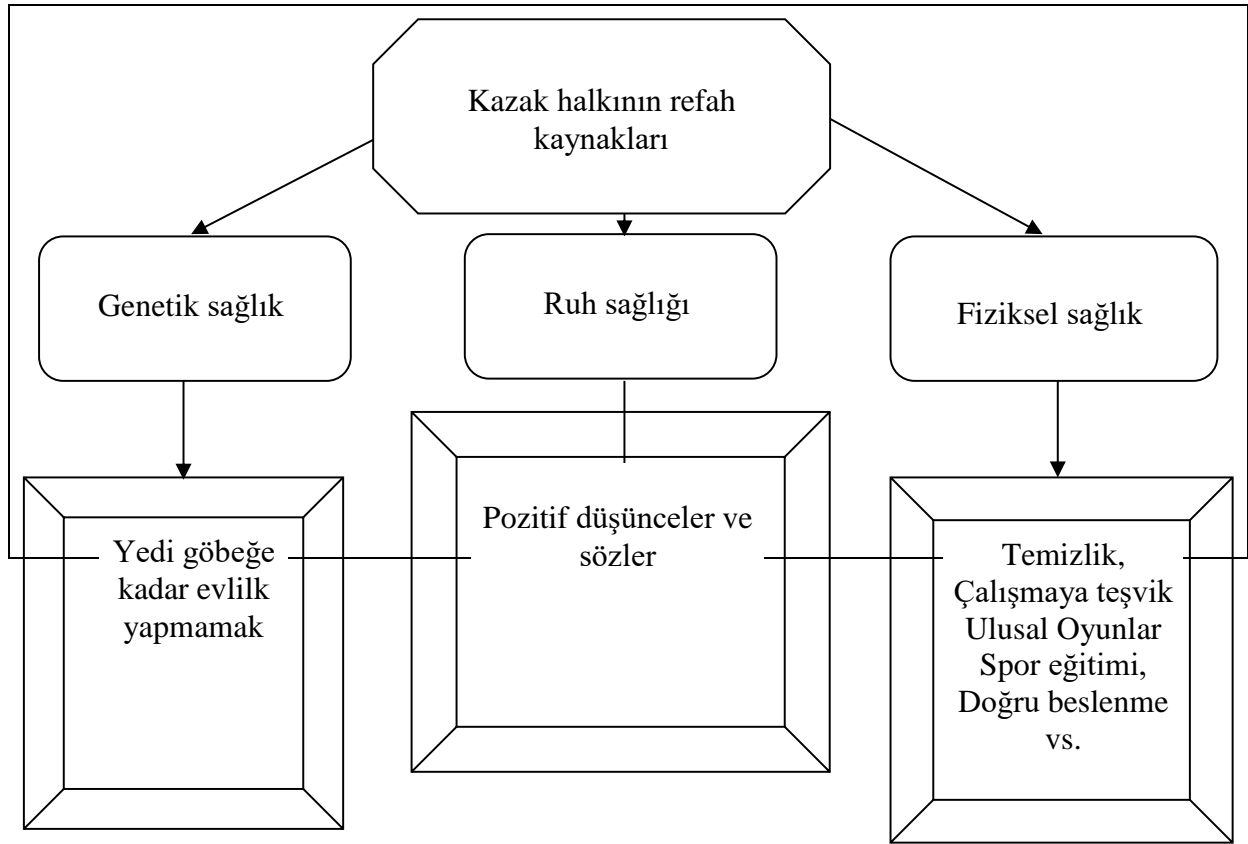 Kazak halkının refah
kaynakları
Genetik sağlık
Ruh sağlığı
Fiziksel sağlık
Yedi göbeğe
kadar evlilk
yapmamak
Pozitif düşünceler ve
sözler
Temizlik,
Çalışmaya teşvik
Ulusal Oyunlar
Spor eğitimi,
Doğru beslenme
vs.